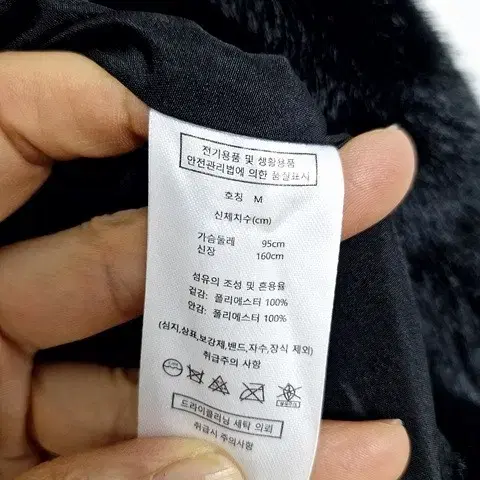 전기용품 및 생활용품
안전관리법에 의한 품질표시
호칭 M
신체치수(cm)
가슴둘레 95cm
신장 160cm
섬유의 조성 및 혼용율
겉감: 폴리에스터 100%
안감: 폴리에스터 100%
(심지,상표,보강제,밴드,자수,장식 제외)
취급주의 사항
드라이클리닝 세탁 의뢰
취급시 주의사항